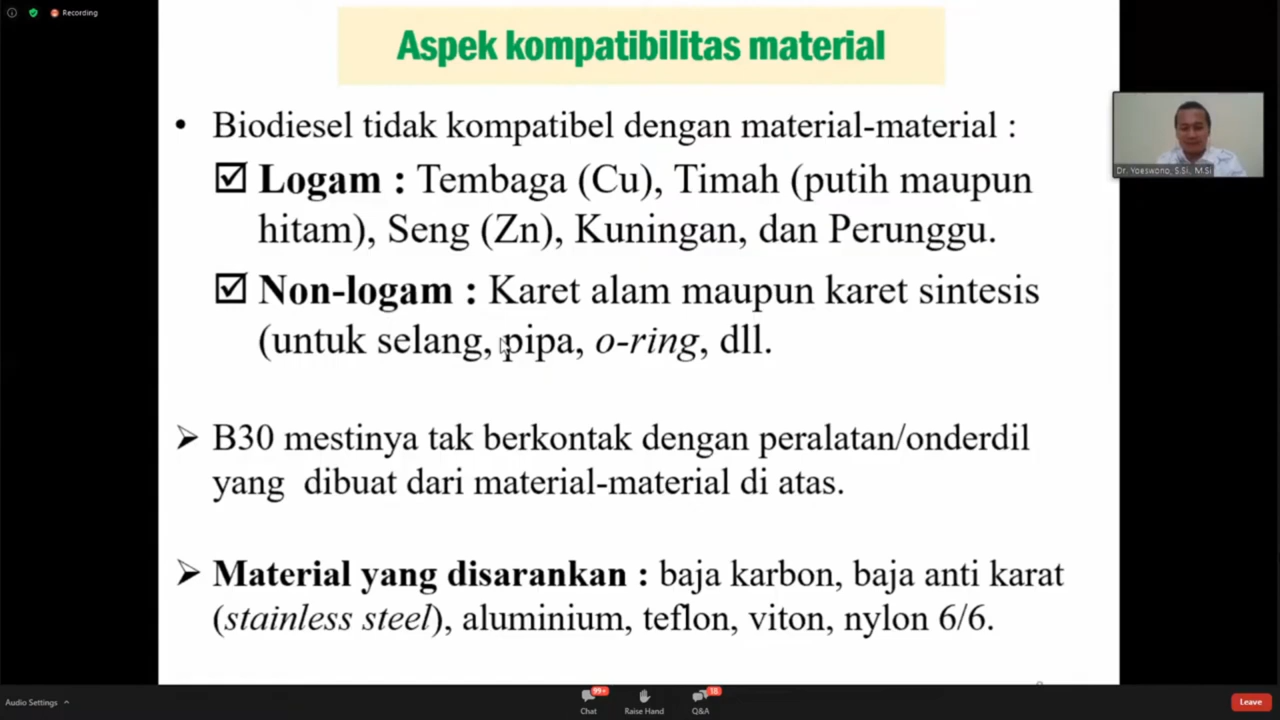 Recording
Aspek kompatibilitas material
• Biodiesel tidak kompatibel dengan material-material :
☑ Logam : Tembaga (Cu), Timah (putih maupun
hitam), Seng (Zn), Kuningan, dan Perunggu.
☑ Non-logam : Karet alam maupun karet sintesis
(untuk selang, pipa, o-ring, dll.
➢ B30 mestinya tak berkontak dengan peralatan/onderdil
yang dibuat dari material-material di atas.
➢ Material yang disarankan : baja karbon, baja anti karat
(stainless steel), aluminium, teflon, viton, nylon 6/6.
Dr. Yoeswono, S.Si., M.Si
Audio Settings
99+
Chat
Raise Hand
18
Q&A
Leave